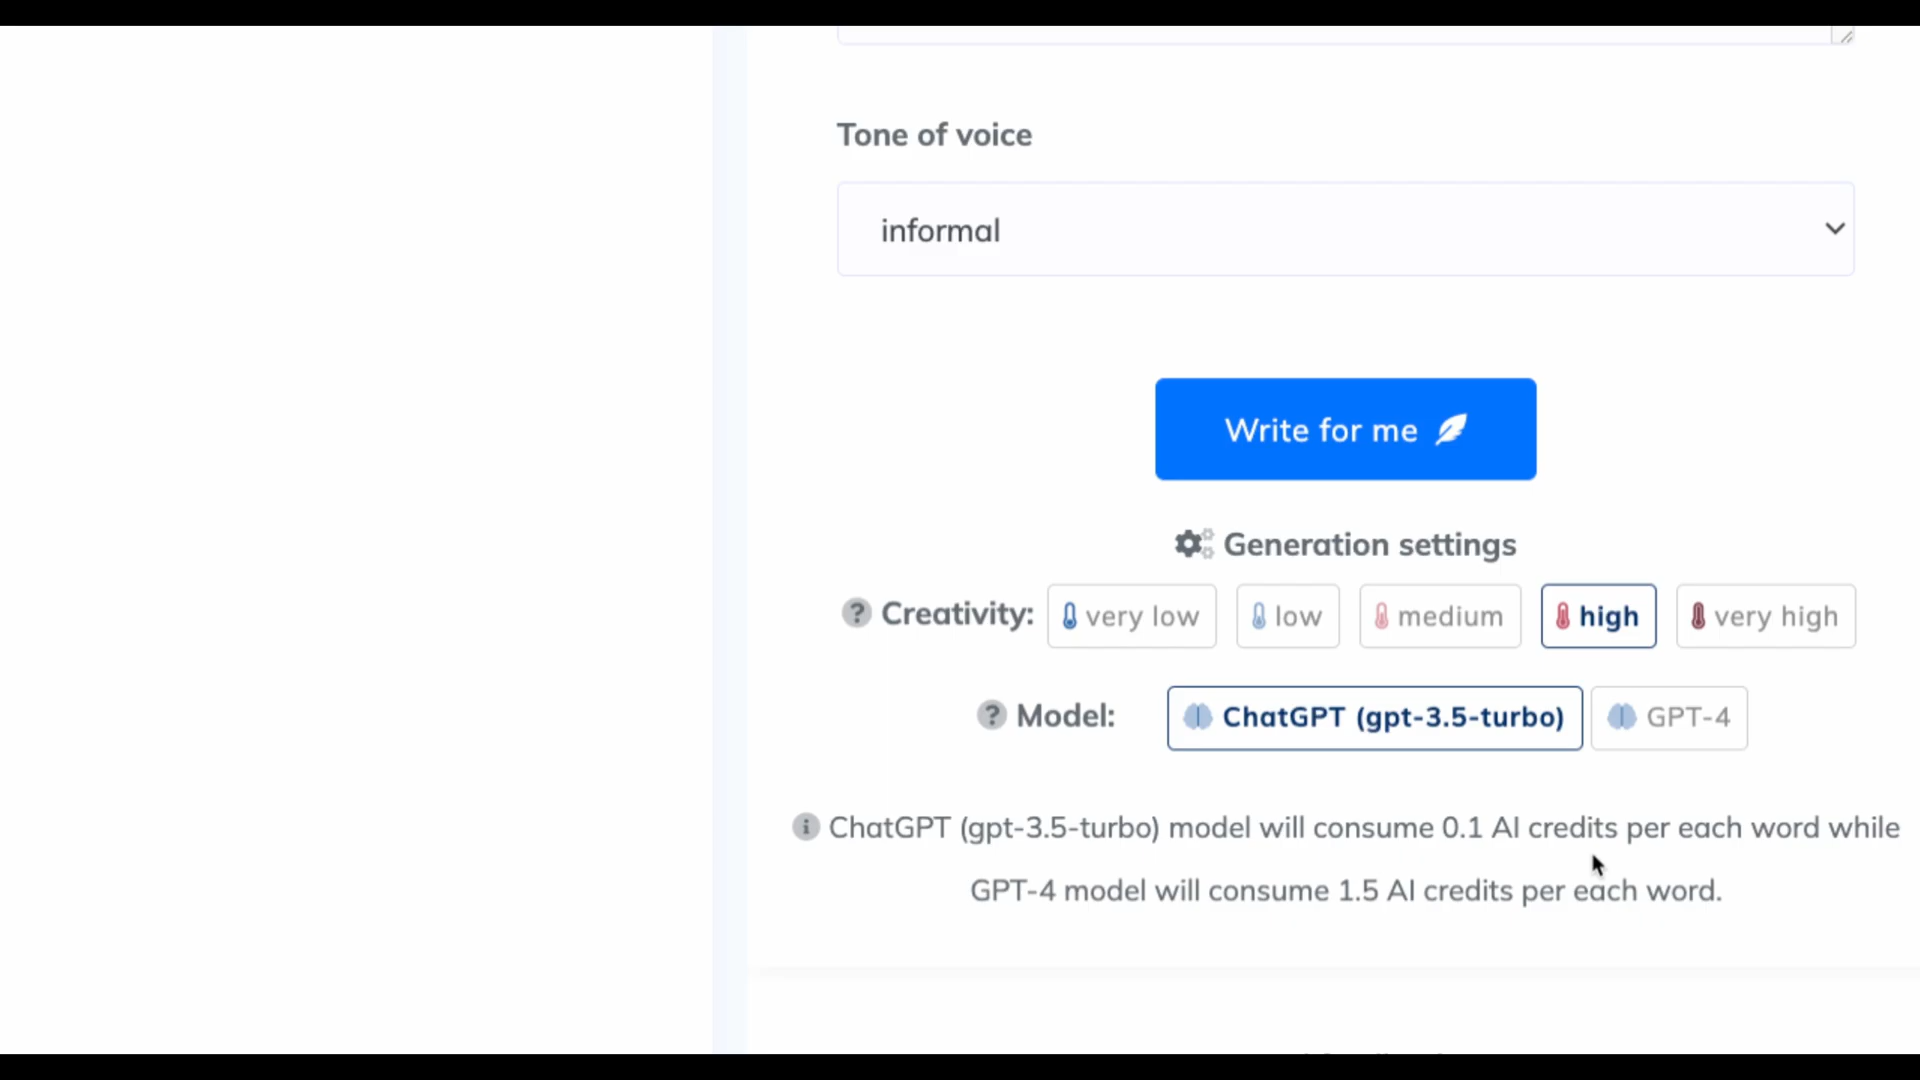 Tone of voice
informal
Write for me
Generation settings
? Creativity: very low low medium high very high
? Model: ChatGPT (gpt-3.5-turbo) GPT-4
i ChatGPT (gpt-3.5-turbo) model will consume 0.1 AI credits per each word while
GPT-4 model will consume 1.5 AI credits per each word.